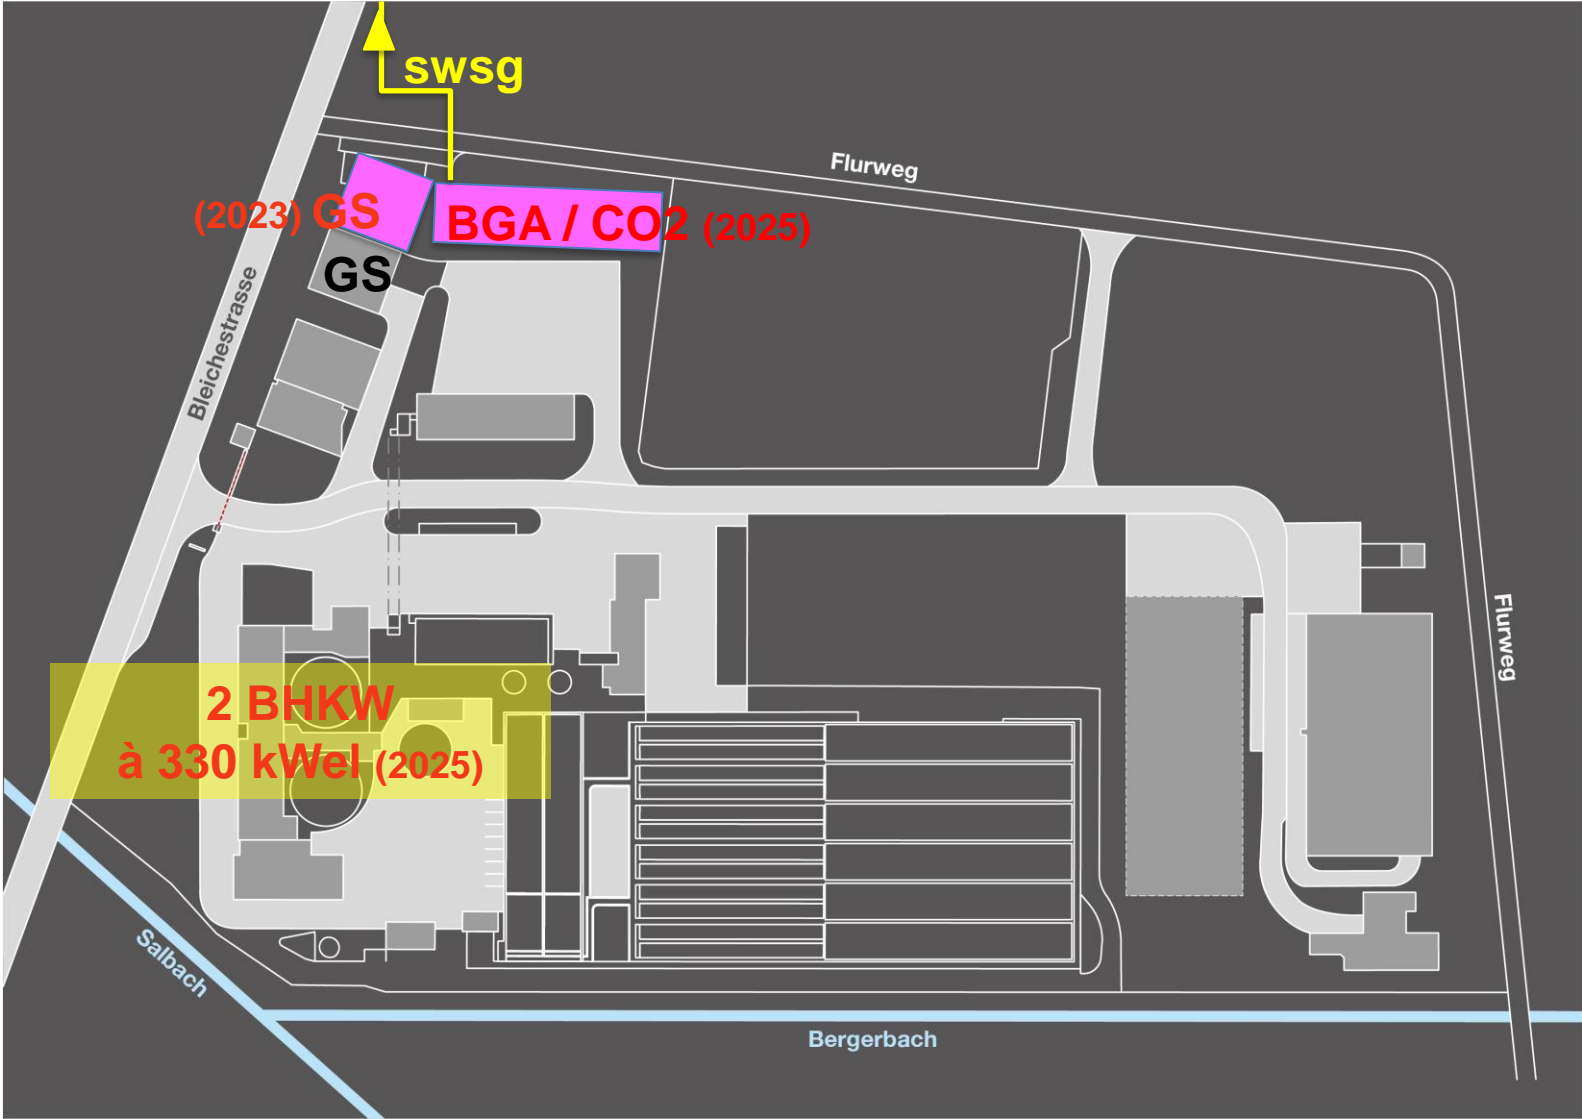 swsg
Flurweg
(2023) GS
BGA / CO2 (2025)
GS
Bleichestrasse
Flurweg
2 BHKW
à 330 kWel (2025)
Salbach
Bergerbach